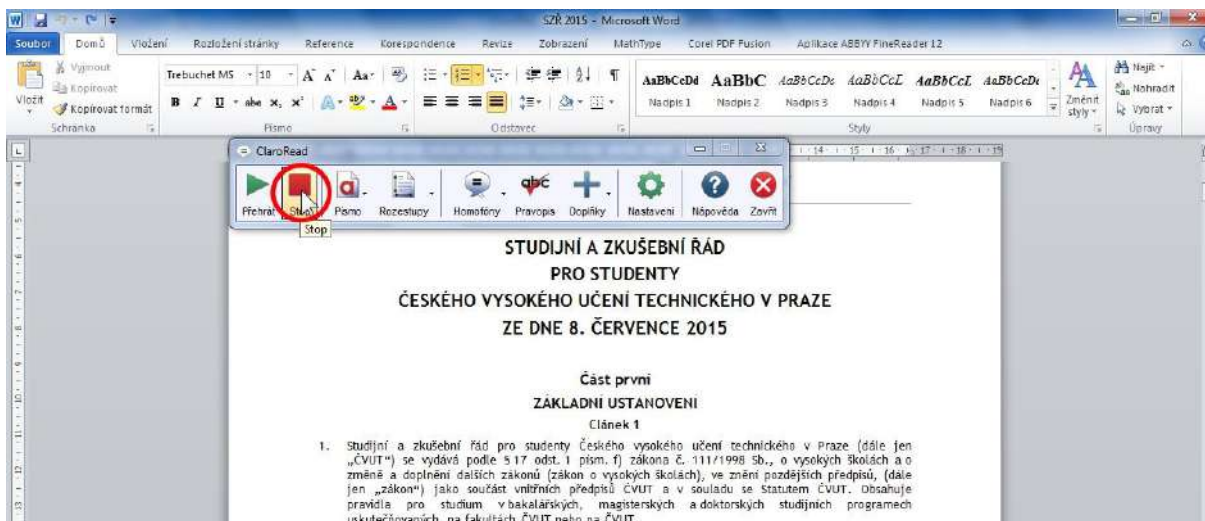 SZŘ 2015 - Microsoft Word
Soubor Domů Vložení Rozložení stránky Reference Korespondence Revize Zobrazení MathType Corel PDF Fusion Aplikace ABBYY FineReader 12
Vložit
Vyjmout
Kopírovat
Kopírovat formát
Schránka
Trebuchet MS 10
Písmo
Odstavec
AaBbCcDd AaBbC AaBbCcDc AaBbCcL AaBbCcL AaBbCcDc
Nadpis 1 Nadpis 2 Nadpis 3 Nadpis 4 Nadpis 5 Nadpis 6
Změnit styly
Styly
Najít
Nahradit
Vybrat
Úpravy
ClaroRead
Přehrát Stop Písmo Rozestupy Homofóny Pravopis Doplňky Nastavení Nápověda Zavřít
Stop
STUDIJNÍ A ZKUŠEBNÍ ŘÁD
PRO STUDENTY
ČESKÉHO VYSOKÉHO UČENÍ TECHNICKÉHO V PRAZE
ZE DNE 8. ČERVENCE 2015
Část první
ZÁKLADNÍ USTANOVENÍ
Článek 1
1. Studijní a zkušební řád pro studenty Českého vysokého učení technického v Praze (dále jen
„ČVUT“) se vydává podle § 17 odst. 1 písm. f) zákona č. 111/1998 Sb., o vysokých školách a o
změně a doplnění dalších zákonů (zákon o vysokých školách), ve znění pozdějších předpisů, (dále
jen „zákon“) jako součást vnitřních předpisů ČVUT a v souladu se Statutem ČVUT. Obsahuje
pravidla pro studium v bakalářských, magisterských a doktorských studijních programech
uskutečňovaných na fakultách ČVUT nebo na ČVUT.